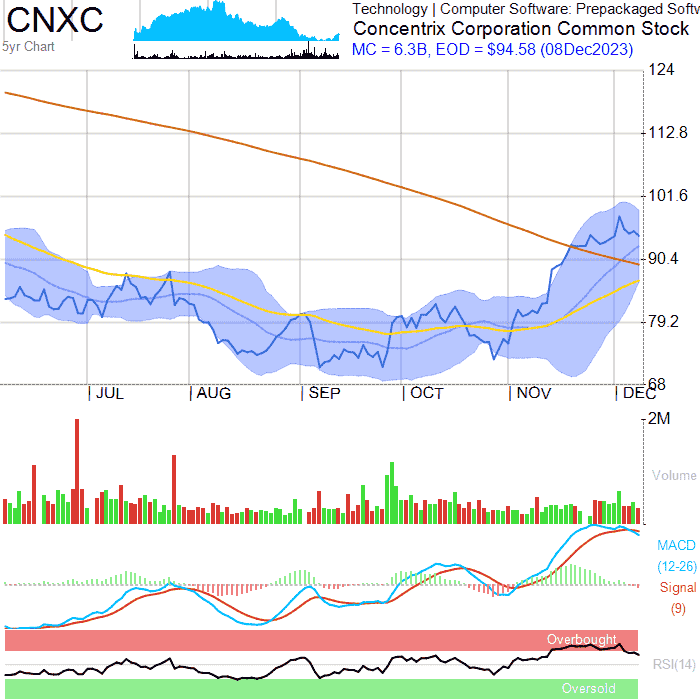 CNXC
5yr Chart
Technology | Computer Software: Prepackaged Softw
Concentrix Corporation Common Stock
MC = 6.3B, EOD = $94.58 (08Dec2023)
124
112.8
101.6
90.4
79.2
68
JUL AUG SEP OCT NOV DEC
2M
Volume
MACD
(12-26)
Signal
(9)
Overbought
RSI(14)
Oversold